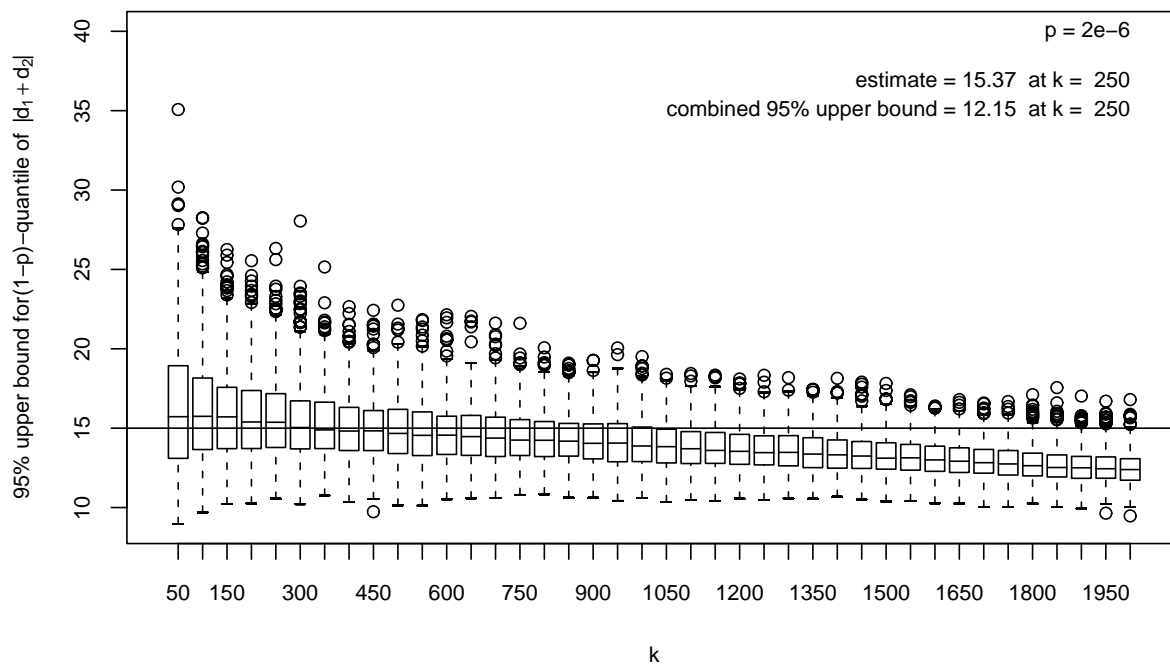 p = 2e−6
estimate = 15.37 at k = 250
combined 95% upper bound = 12.15 at k = 250
95% upper bound for(1−p)−quantile of |d1 + d2|
40
35
30
25
20
15
10
50 150 300 450 600 750 900 1050 1200 1350 1500 1650 1800 1950
k